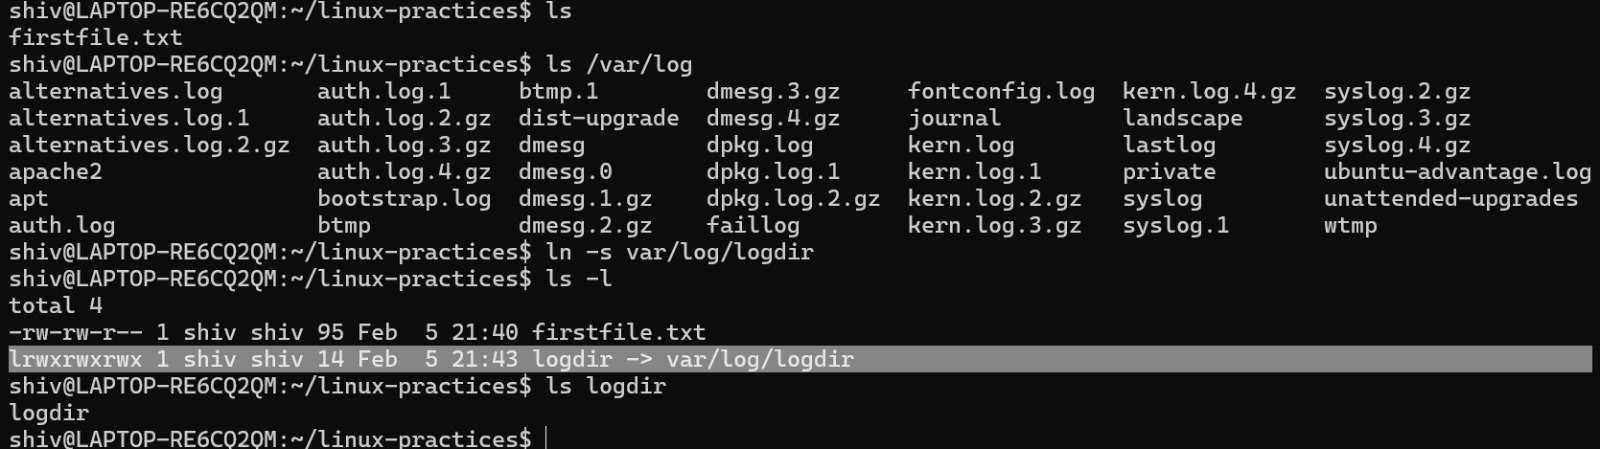 shiv@LAPTOP-RE6CQ2QM:~/linux-practices$ ls
firstfile.txt
shiv@LAPTOP-RE6CQ2QM:~/linux-practices$ ls /var/log
alternatives.log auth.log.1 btmp.1 dmesg.3.gz fontconfig.log kern.log.4.gz syslog.2.gz
alternatives.log.1 auth.log.2.gz dist-upgrade dmesg.4.gz journal landscape syslog.3.gz
alternatives.log.2.gz auth.log.3.gz dmesg dpkg.log kern.log lastlog syslog.4.gz
apache2 auth.log.4.gz dmesg.0 dpkg.log.1 kern.log.1 private ubuntu-advantage.log
apt bootstrap.log dmesg.1.gz dpkg.log.2.gz kern.log.2.gz syslog unattended-upgrades
auth.log btmp dmesg.2.gz faillog kern.log.3.gz syslog.1 wtmp
shiv@LAPTOP-RE6CQ2QM:~/linux-practices$ ln -s var/log/logdir
shiv@LAPTOP-RE6CQ2QM:~/linux-practices$ ls -l
total 4
-rw-rw-r-- 1 shiv shiv 95 Feb  5 21:40 firstfile.txt
lrwxrwxrwx 1 shiv shiv 14 Feb  5 21:43 logdir -> var/log/logdir
shiv@LAPTOP-RE6CQ2QM:~/linux-practices$ ls logdir
logdir
shiv@LAPTOP-RE6CQ2QM:~/linux-practices$